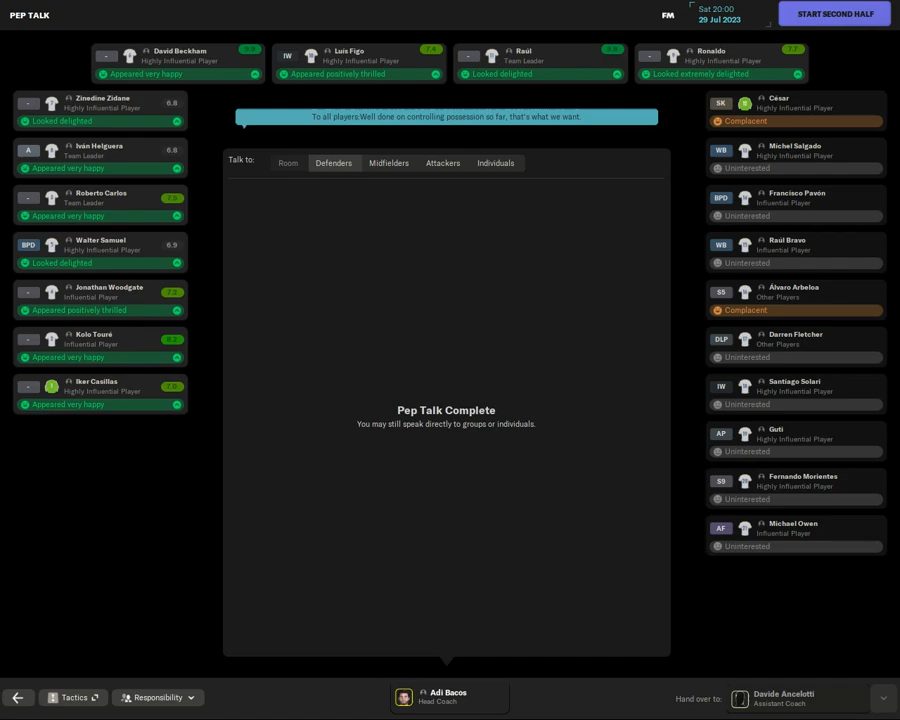 PEP TALK
FM
Sat 20:00
29 Jul 2023
START SECOND HALF
-
David Beckham
Highly Influential Player
Appeared very happy
IW
Luís Figo
Highly Influential Player
7.4
Appeared positively thrilled
-
Raúl
Team Leader
Looked delighted
-
Ronaldo
Highly Influential Player
7.7
Looked extremely delighted
-
Zinedine Zidane
Highly Influential Player
6.8
Looked delighted
A
Iván Helguera
Team Leader
6.8
Appeared very happy
-
Roberto Carlos
Team Leader
7.5
Appeared very happy
BPD
Walter Samuel
Highly Influential Player
6.9
Looked delighted
-
Jonathan Woodgate
Influential Player
7.2
Appeared positively thrilled
-
Kolo Touré
Influential Player
8.2
Appeared very happy
-
Iker Casillas
Highly Influential Player
7.0
Appeared very happy
To all players:Well done on controlling possession so far, that's what we want.
Talk to:
Room
Defenders
Midfielders
Attackers
Individuals
Pep Talk Complete
You may still speak directly to groups or individuals.
SK
César
Highly Influential Player
Complacent
WB
Míchel Salgado
Highly Influential Player
Uninterested
BPD
Francisco Pavón
Influential Player
Uninterested
WB
Raúl Bravo
Influential Player
Uninterested
S5
Álvaro Arbeloa
Other Players
Complacent
DLP
Darren Fletcher
Other Players
Uninterested
IW
Santiago Solari
Highly Influential Player
Uninterested
AP
Guti
Highly Influential Player
Uninterested
S9
Fernando Morientes
Highly Influential Player
Uninterested
AF
Michael Owen
Influential Player
Uninterested
Tactics
Responsibility
Adi Bacos
Head Coach
Hand over to:
Davide Ancelotti
Assistant Coach